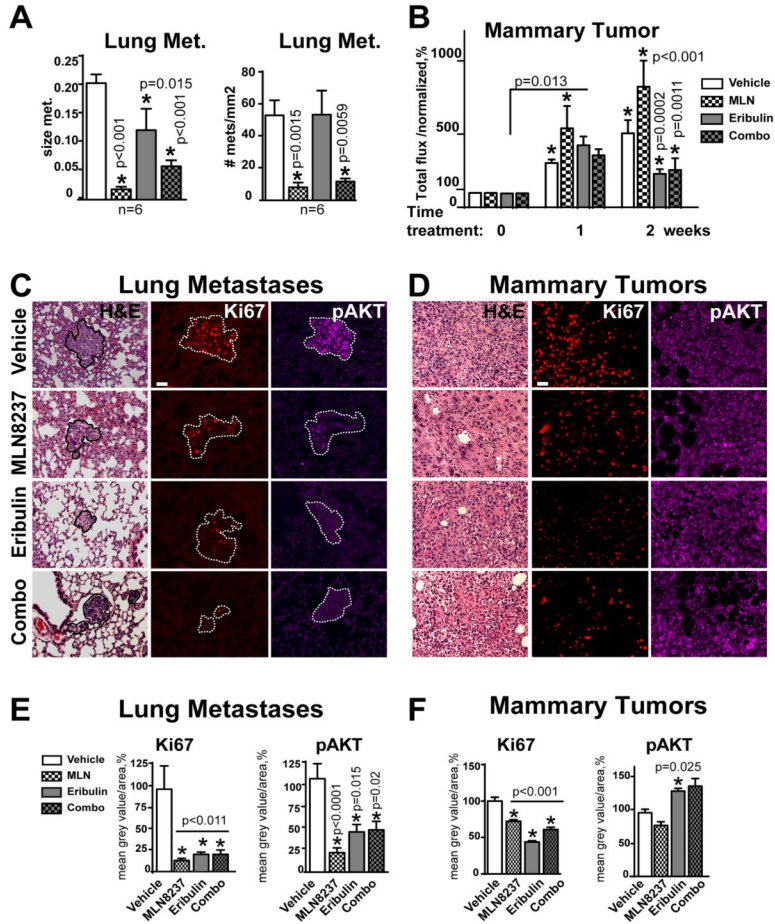 A
Lung Met.
size met.
0.20
0.15
0.10
0.05
0
p<0.001
p=0.015
p<0.001
*
*
*
n=6
Lung Met.
# mets/mm2
80
60
40
20
0
p=0.0015
p=0.0059
*
*
n=6
B
Mammary Tumor
Total flux /normalized,%
1000
500
100
p=0.013
p<0.001
p=0.0002
p=0.0011
*
*
*
*
*
*
Vehicle
MLN
Eribulin
Combo
Time
treatment: 0 1 2 weeks
C
Lung Metastases
H&E
Ki67
pAKT
Vehicle
MLN8237
Eribulin
Combo
D
Mammary Tumors
H&E
Ki67
pAKT
E
Lung Metastases
Vehicle
MLN
Eribulin
Combo
Ki67
mean grey value/area,%
125
100
75
50
25
0
p<0.011
*
*
*
Vehicle
MLN8237
Eribulin
Combo
pAKT
mean grey value/area,%
125
100
75
50
25
0
p<0.0001
p=0.015
p=0.02
*
*
*
Vehicle
MLN8237
Eribulin
Combo
F
Mammary Tumors
Ki67
mean grey value/area,%
150
100
50
0
p<0.001
*
*
*
Vehicle
MLN8237
Eribulin
Combo
pAKT
mean grey value/area,%
150
100
50
0
p=0.025
*
Vehicle
MLN8237
Eribulin
Combo